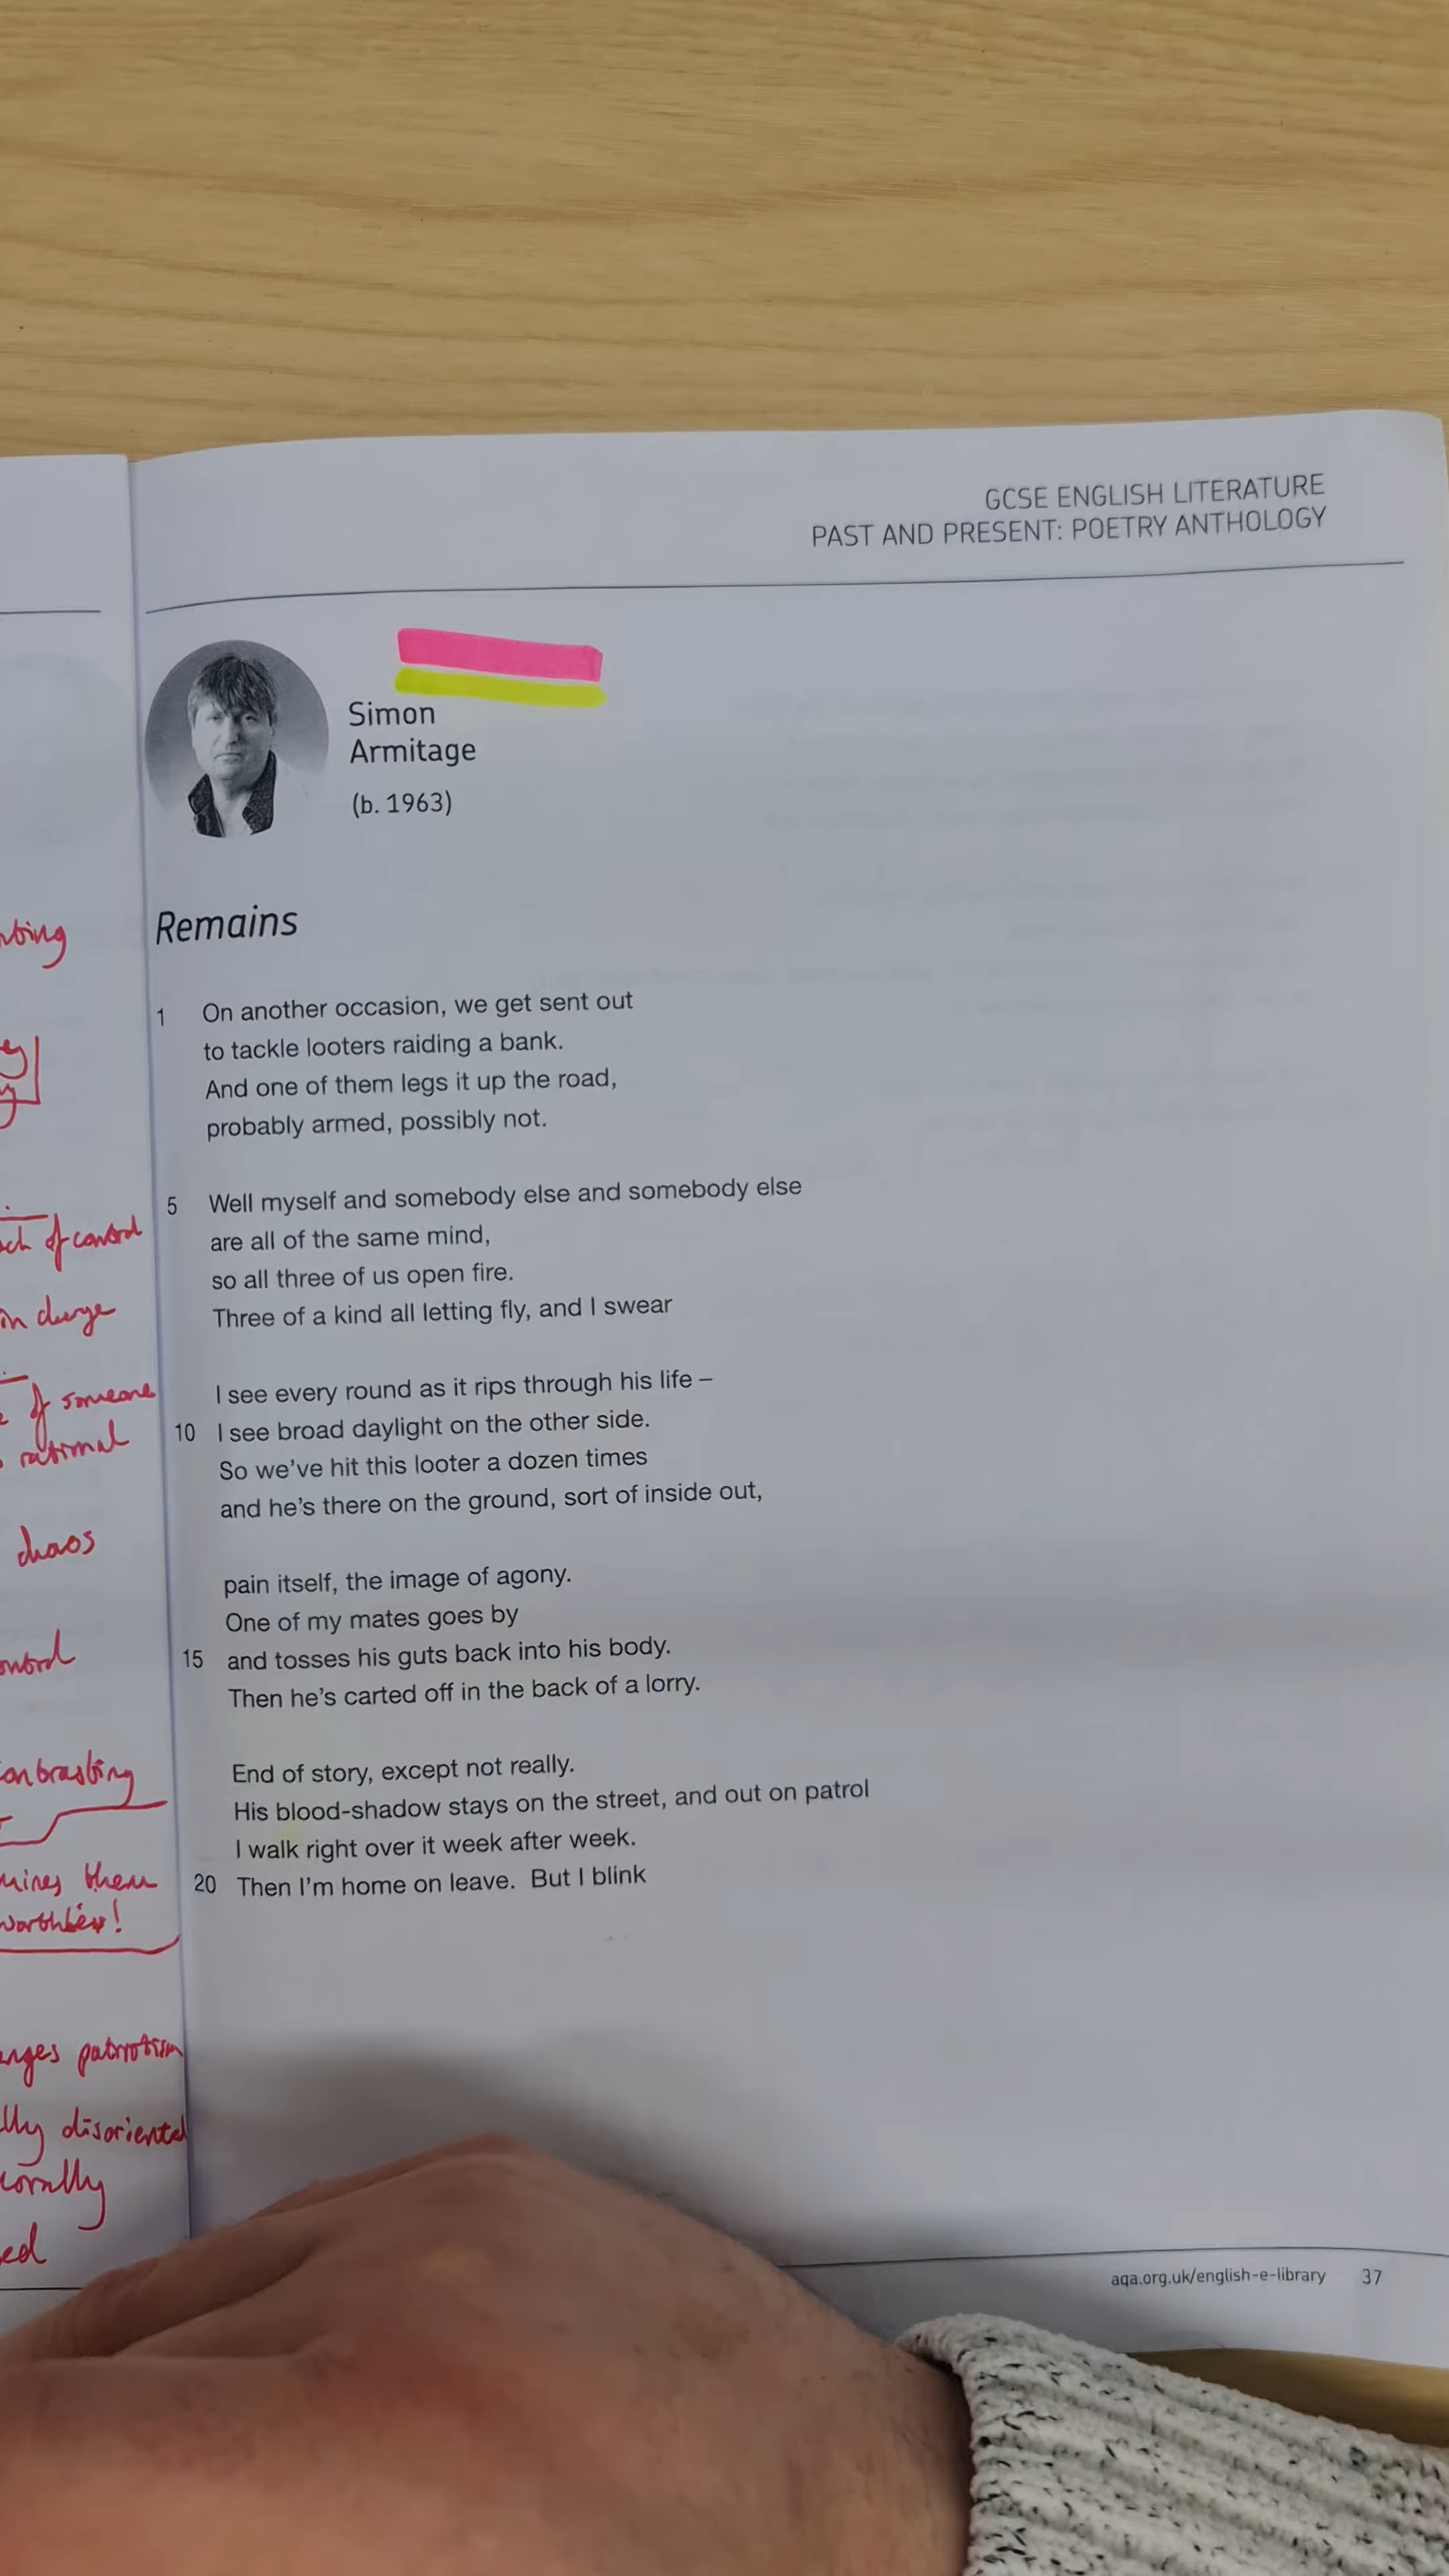 GCSE ENGLISH LITERATURE
PAST AND PRESENT: POETRY ANTHOLOGY
Simon
Armitage
(b. 1963)
Remains
1 On another occasion, we get sent out
to tackle looters raiding a bank.
And one of them legs it up the road,
probably armed, possibly not.
5 Well myself and somebody else and somebody else
are all of the same mind,
so all three of us open fire.
Three of a kind all letting fly, and I swear
I see every round as it rips through his life –
10 I see broad daylight on the other side.
So we've hit this looter a dozen times
and he's there on the ground, sort of inside out,
pain itself, the image of agony.
One of my mates goes by
15 and tosses his guts back into his body.
Then he's carted off in the back of a lorry.
End of story, except not really.
His blood-shadow stays on the street, and out on patrol
I walk right over it week after week.
20 Then I'm home on leave. But I blink
aqa.org.uk/english-e-library 37
of control
in charge
of someone
rational
chaos
them
patriotism